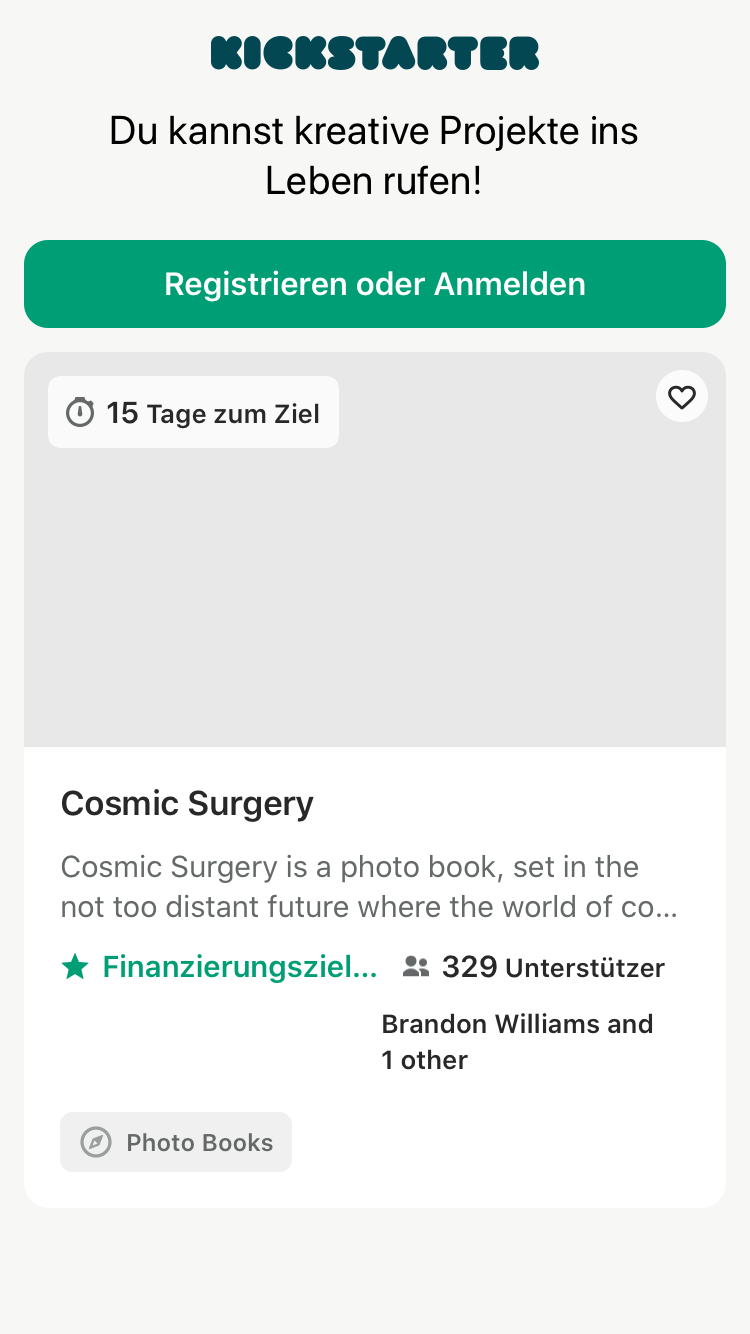 KICKSTARTER
Du kannst kreative Projekte ins
Leben rufen!
Registrieren oder Anmelden
15 Tage zum Ziel
Cosmic Surgery
Cosmic Surgery is a photo book, set in the
not too distant future where the world of co...
Finanzierungsziel... 329 Unterstützer
Brandon Williams and
1 other
Photo Books